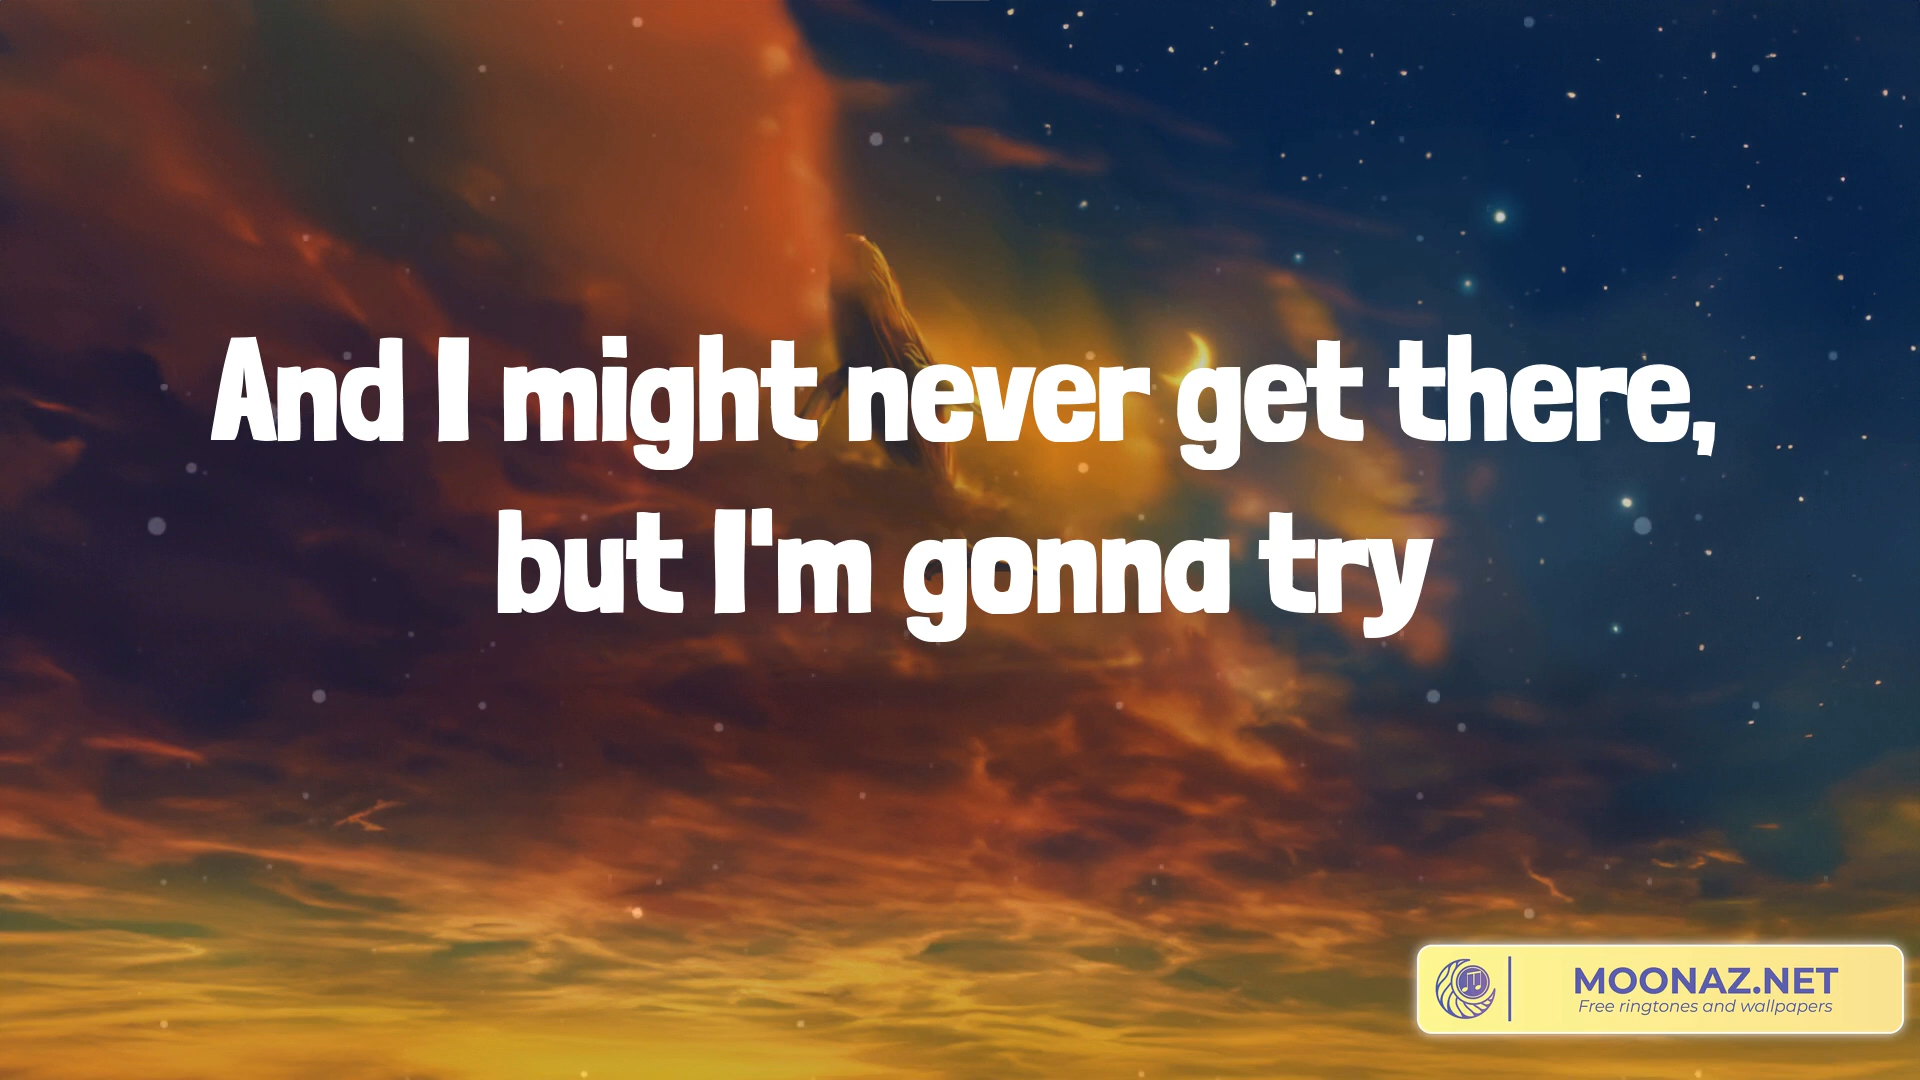 And I might never get there,
but I'm gonna try
MOONAZ.NET
Free ringtones and wallpapers